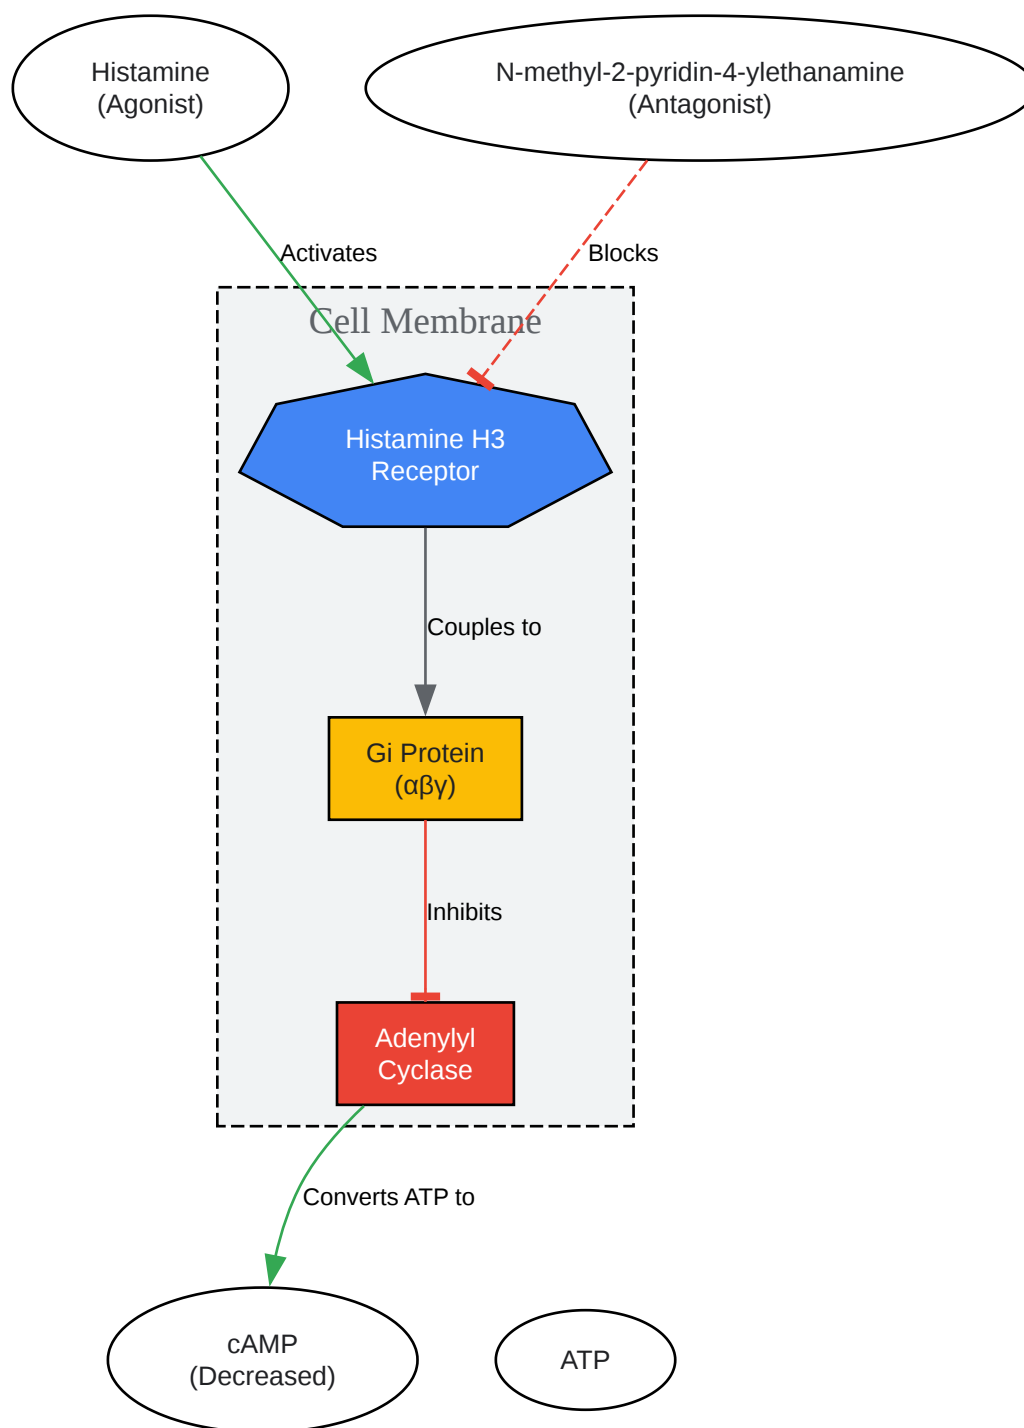 Histamine
(Agonist)
N-methyl-2-pyridin-4-ylethanamine
(Antagonist)
Activates
Blocks
Cell Membrane
Histamine H3
Receptor
Couples to
Gi Protein
(αβγ)
Inhibits
Adenylyl
Cyclase
Converts ATP to
cAMP
(Decreased)
ATP